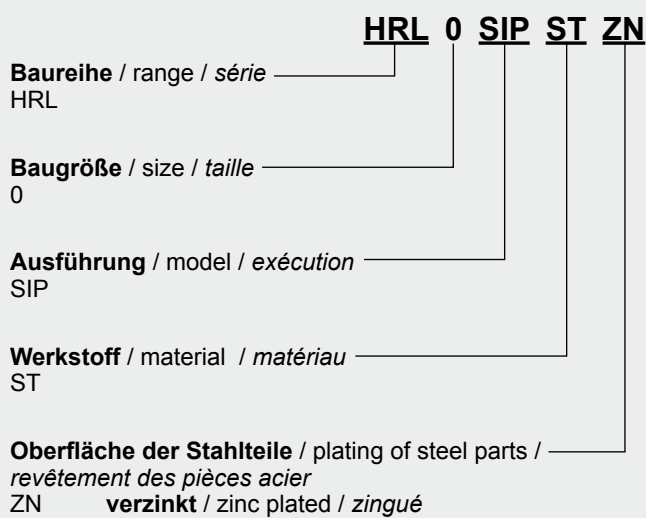 HRL 0 SIP ST ZN
Baureihe / range / série
HRL
Baugröße / size / taille
0
Ausführung / model / exécution
SIP
Werkstoff / material / matériau
ST
Oberfläche der Stahlteile / plating of steel parts /
revêtement des pièces acier
ZN verzinkt / zinc plated / zingué